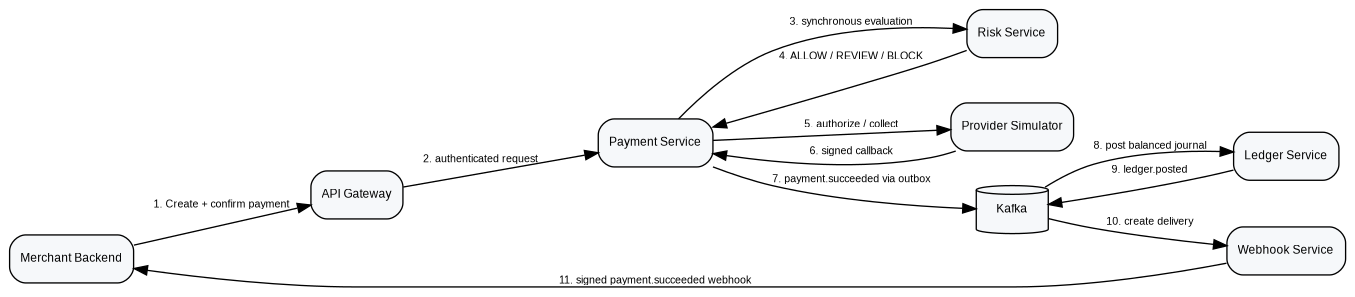 3. synchronous evaluation
Risk Service
4. ALLOW / REVIEW / BLOCK
5. authorize / collect
Provider Simulator
Payment Service
6. signed callback
8. post balanced journal
Ledger Service
2. authenticated request
9. ledger.posted
7. payment.succeeded via outbox
API Gateway
1. Create + confirm payment
Kafka
10. create delivery
Webhook Service
Merchant Backend
11. signed payment.succeeded webhook